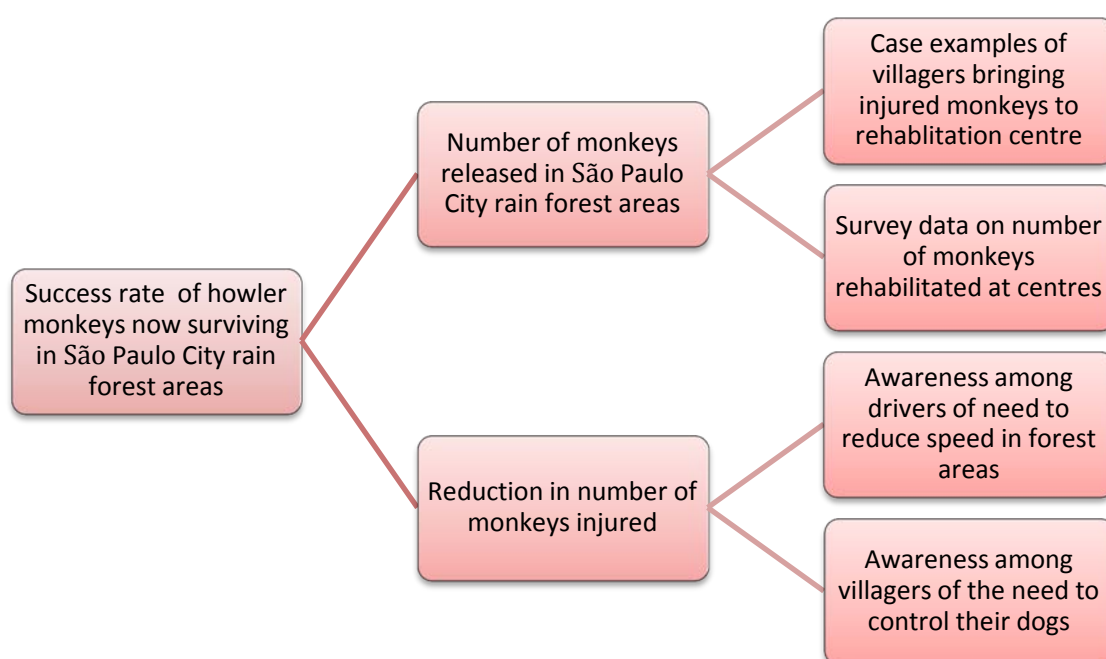 Success rate of howler
monkeys now surviving
in São Paulo City rain
forest areas
Number of monkeys
released in São Paulo
City rain forest areas
Case examples of
villagers bringing
injured monkeys to
rehablitation centre
Survey data on number
of monkeys
rehabilitated at centres
Reduction in number of
monkeys injured
Awareness among
drivers of need to
reduce speed in forest
areas
Awareness among
villagers of the need to
control their dogs